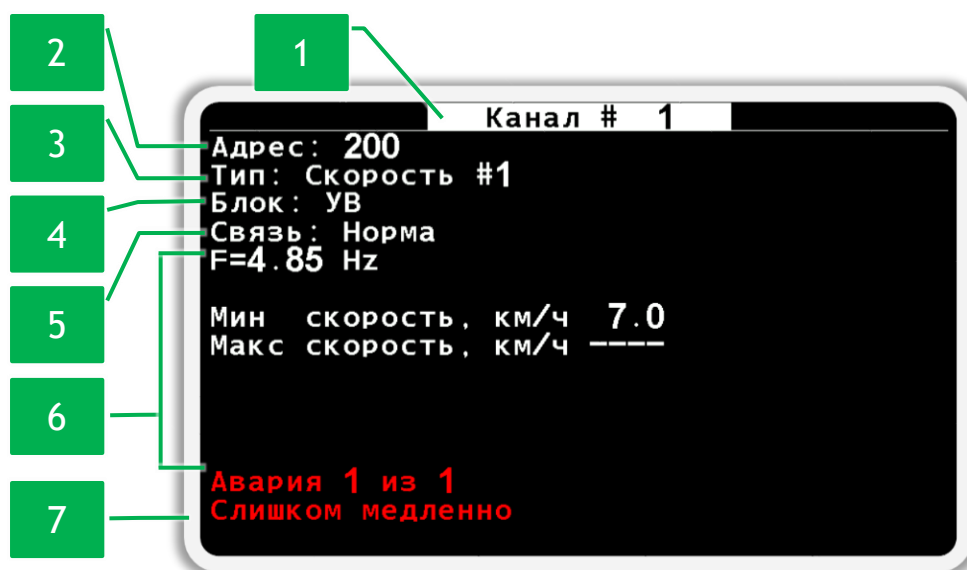 1
2
3
4
5
6
7
Канал # 1
Адрес: 200
Тип: Скорость #1
Блок: УВ
Связь: Норма
F=4.85 Hz
Мин скорость, км/ч 7.0
Макс скорость, км/ч ----
Авария 1 из 1
Слишком медленно